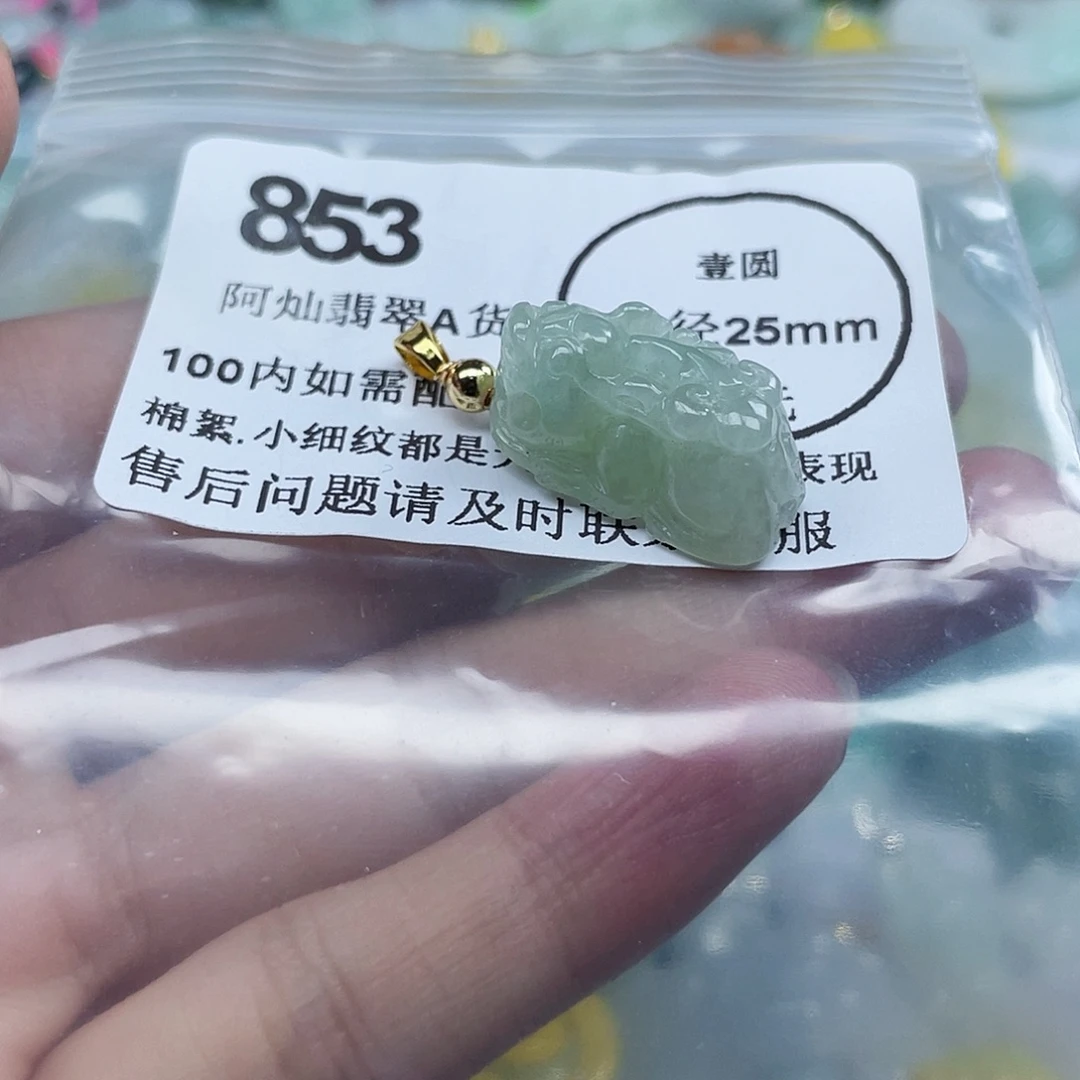 853
壹圆
阿灿翡翠A货
径25mm
100内如需配
棉絮.小细纹都是
表现
售后问题请及时联
服